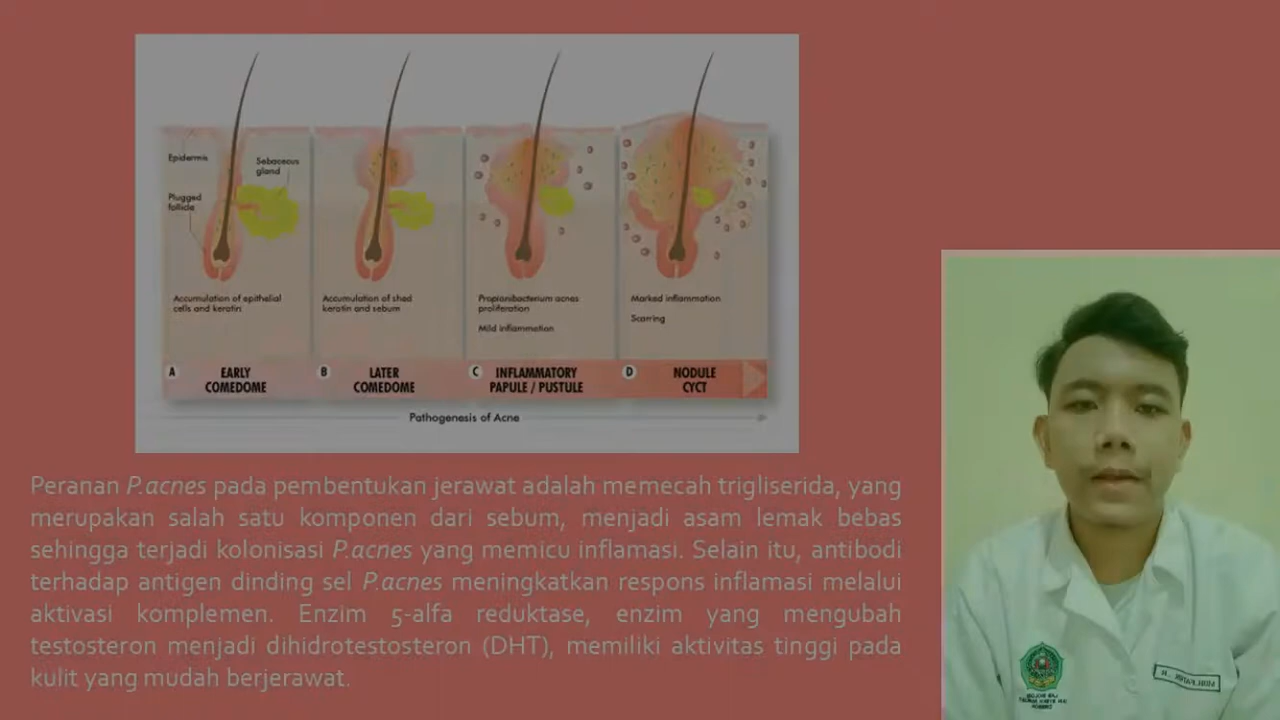 Epidermis
Sebaceous
gland
Plugged
follicle
Accumulation of epithelial
cells and keratin
Accumulation of shed
keratin and sebum
Propionibacterium acnes
proliferation
Mild inflammation
Marked inflammation
Scarring
A EARLY
COMEDOME
B LATER
COMEDOME
C INFLAMMATORY
PAPULE / PUSTULE
D NODULE
CYCT
Pathogenesis of Acne
Peranan P.acnes pada pembentukan jerawat adalah memecah trigliserida, yang
merupakan salah satu komponen dari sebum, menjadi asam lemak bebas
sehingga terjadi kolonisasi P.acnes yang memicu inflamasi. Selain itu, antibodi
terhadap antigen dinding sel P.acnes meningkatkan respons inflamasi melalui
aktivasi komplemen. Enzim 5-alfa reduktase, enzim yang mengubah
testosteron menjadi dihidrotestosteron (DHT), memiliki aktivitas tinggi pada
kulit yang mudah berjerawat.